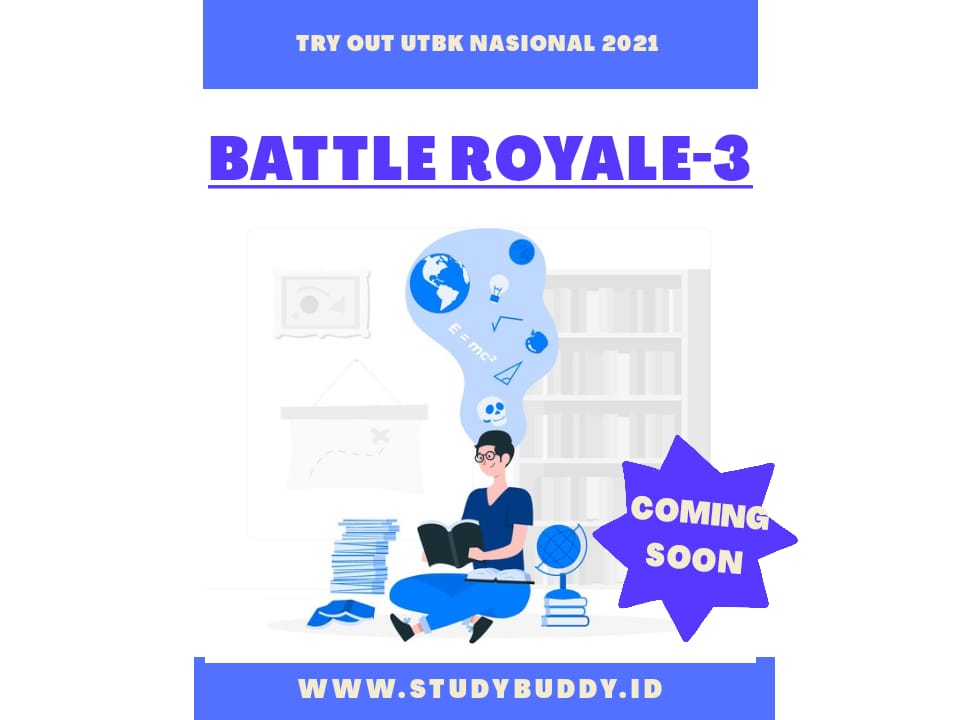 TRY OUT UTBK NASIONAL 2021
BATTLE ROYALE-3
E = mc²
COMING
SOON
WWW.STUDYBUDDY.ID